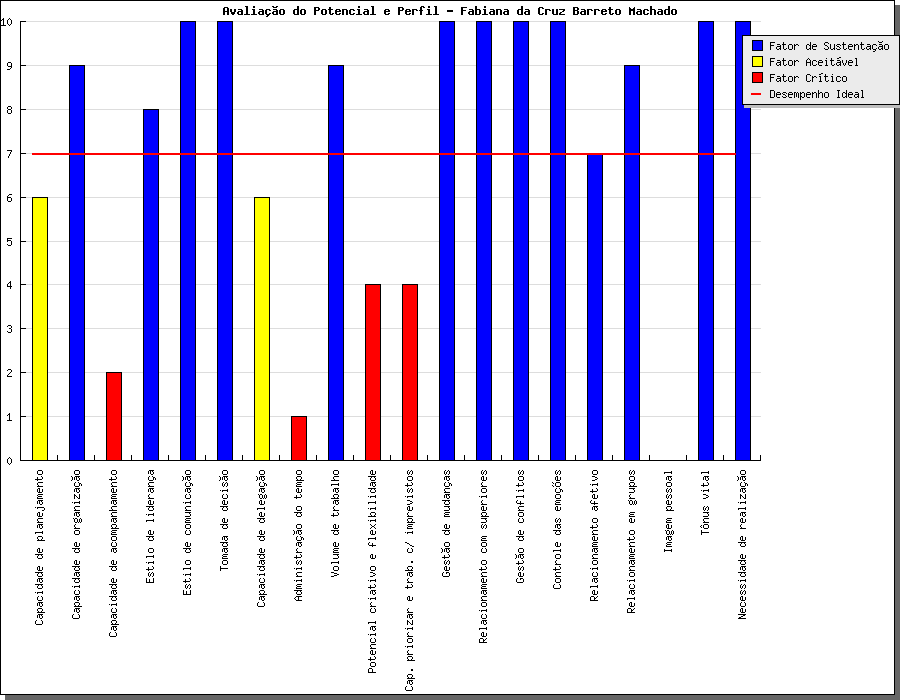 Avaliação do Potencial e Perfil - Fabiana da Cruz Barreto Machado
10
9
8
7
6
5
4
3
2
1
0
Fator de Sustentação
Fator Aceitável
Fator Crítico
Desempenho Ideal
Capacidade de planejamento
Capacidade de organização
Capacidade de acompanhamento
Estilo de liderança
Estilo de comunicação
Tomada de decisão
Capacidade de delegação
Administração do tempo
Volume de trabalho
Potencial criativo e flexibilidade
Cap. priorizar e trab. c/ imprevistos
Gestão de mudanças
Relacionamento com superiores
Gestão de conflitos
Controle das emoções
Relacionamento afetivo
Relacionamento em grupos
Imagem pessoal
Tônus vital
Necessidade de realização